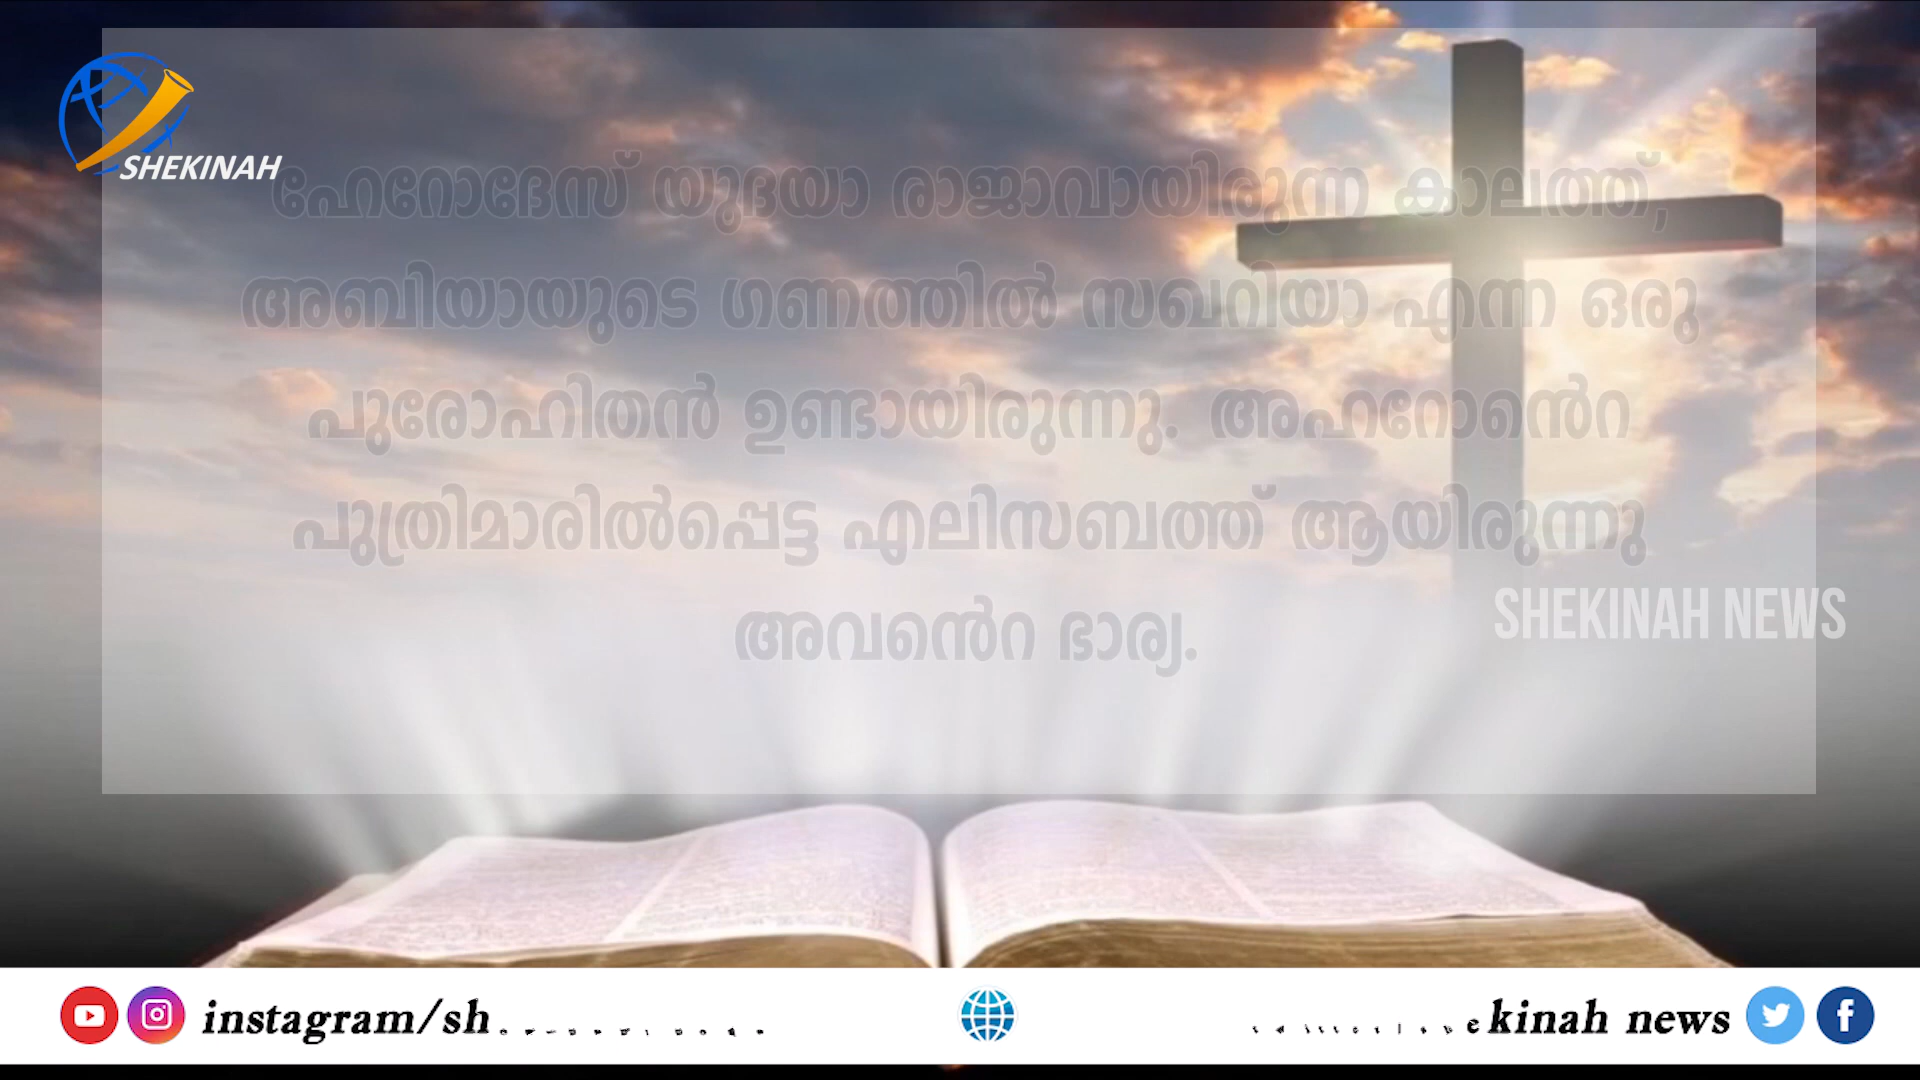 SHEKINAH
ഹേറോദേസ് യൂദയാ രാജാവായിരുന്ന കാലത്ത്,
അബിയായുടെ ഗണത്തിൽ സഖറിയാ എന്ന ഒരു
പുരോഹിതൻ ഉണ്ടായിരുന്നു. അഹറോൻെറ
പുത്രിമാരിൽപ്പെട്ട എലിസബത്ത് ആയിരുന്നു
അവൻെറ ഭാര്യ.
SHEKINAH NEWS
instagram/sh
kinah news